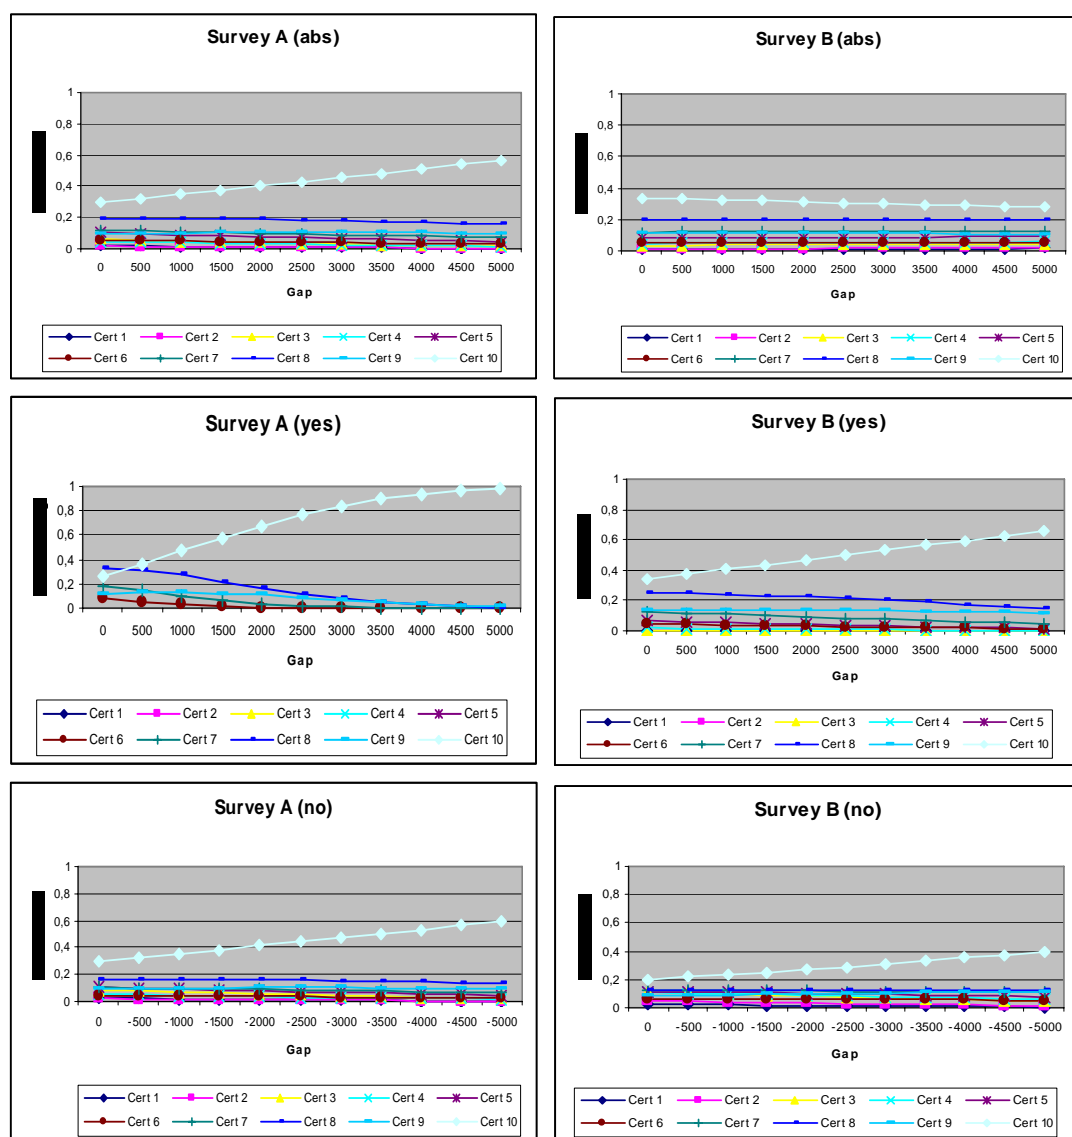 Survey A (abs)
1
0,8
0,6
0,4
0,2
0
0 500 1000 1500 2000 2500 3000 3500 4000 4500 5000
Gap
Cert 1 Cert 2 Cert 3 Cert 4 Cert 5
Cert 6 Cert 7 Cert 8 Cert 9 Cert 10
Survey B (abs)
1
0,8
0,6
0,4
0,2
0
0 500 1000 1500 2000 2500 3000 3500 4000 4500 5000
Gap
Cert 1 Cert 2 Cert 3 Cert 4 Cert 5
Cert 6 Cert 7 Cert 8 Cert 9 Cert 10
Survey A (yes)
1
0,8
0,6
0,4
0,2
0
0 500 1000 1500 2000 2500 3000 3500 4000 4500 5000
Gap
Cert 1 Cert 2 Cert 3 Cert 4 Cert 5
Cert 6 Cert 7 Cert 8 Cert 9 Cert 10
Survey B (yes)
1
0,8
0,6
0,4
0,2
0
0 500 1000 1500 2000 2500 3000 3500 4000 4500 5000
Gap
Cert 1 Cert 2 Cert 3 Cert 4 Cert 5
Cert 6 Cert 7 Cert 8 Cert 9 Cert 10
Survey A (no)
1
0,8
0,6
0,4
0,2
0
0 -500 -1000 -1500 -2000 -2500 -3000 -3500 -4000 -4500 -5000
Gap
Cert 1 Cert 2 Cert 3 Cert 4 Cert 5
Cert 6 Cert 7 Cert 8 Cert 9 Cert 10
Survey B (no)
1
0,8
0,6
0,4
0,2
0
0 -500 -1000 -1500 -2000 -2500 -3000 -3500 -4000 -4500 -5000
Gap
Cert 1 Cert 2 Cert 3 Cert 4 Cert 5
Cert 6 Cert 7 Cert 8 Cert 9 Cert 10